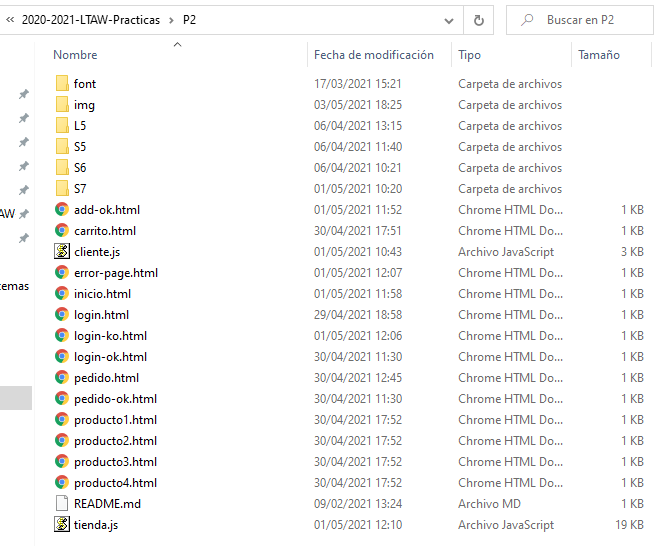 2020-2021-LTAW-Practicas > P2 Buscar en P2
Nombre Fecha de modificación Tipo Tamaño
font 17/03/2021 15:21 Carpeta de archivos
img 03/05/2021 18:25 Carpeta de archivos
L5 06/04/2021 13:15 Carpeta de archivos
S5 06/04/2021 11:40 Carpeta de archivos
S6 06/04/2021 10:21 Carpeta de archivos
S7 01/05/2021 10:20 Carpeta de archivos
add-ok.html 01/05/2021 11:52 Chrome HTML Do... 1 KB
AW
carrito.html 30/04/2021 17:51 Chrome HTML Do... 1 KB
cliente.js 01/05/2021 10:43 Archivo JavaScript 3 KB
error-page.html 01/05/2021 12:07 Chrome HTML Do... 1 KB
temas
inicio.html 01/05/2021 11:58 Chrome HTML Do... 1 KB
login.html 29/04/2021 18:58 Chrome HTML Do... 1 KB
login-ko.html 01/05/2021 12:06 Chrome HTML Do... 1 KB
login-ok.html 30/04/2021 11:30 Chrome HTML Do... 1 KB
pedido.html 30/04/2021 12:45 Chrome HTML Do... 1 KB
pedido-ok.html 30/04/2021 11:30 Chrome HTML Do... 1 KB
producto1.html 30/04/2021 17:52 Chrome HTML Do... 1 KB
producto2.html 30/04/2021 17:52 Chrome HTML Do... 1 KB
producto3.html 30/04/2021 17:52 Chrome HTML Do... 1 KB
producto4.html 30/04/2021 17:52 Chrome HTML Do... 1 KB
README.md 09/02/2021 13:24 Archivo MD 1 KB
tienda.js 01/05/2021 12:10 Archivo JavaScript 19 KB